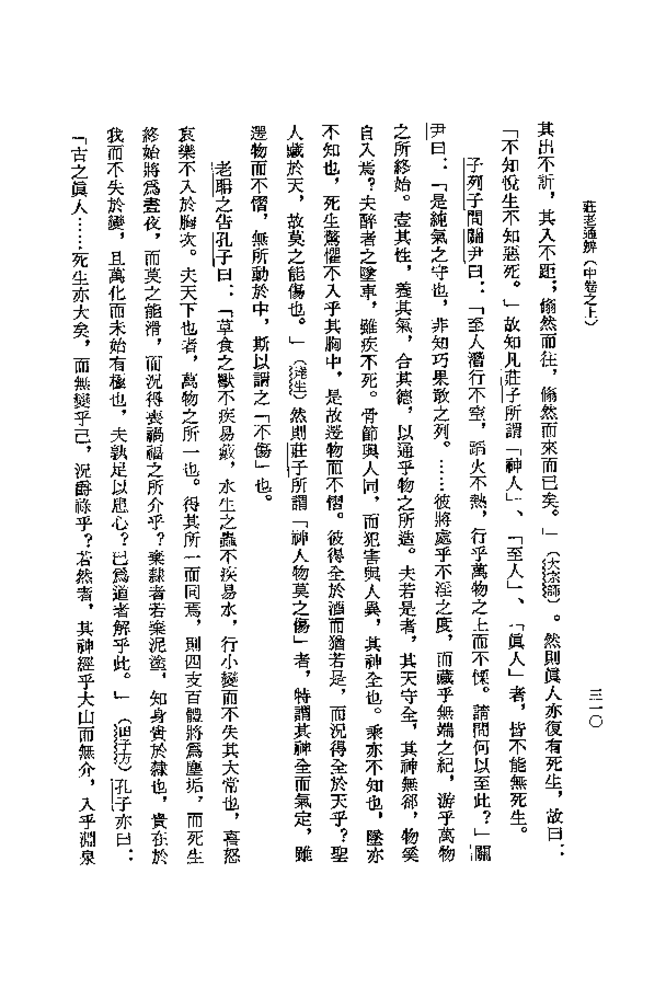 莊老通辨（中卷之上）
三一〇
其出不訢，其入不距；翛然而往，翛然而來而已矣。」（大宗師）。然則眞人亦復有死生，故曰：
「不知悅生不知惡死。」故知凡莊子所謂「神人」、「至人」、「眞人」者，皆不能無死生。
子列子問關尹曰：「至人潛行不窒，蹈火不熱，行乎萬物之上而不慄。請問何以至此？」關
尹曰：「是純氣之守也，非知巧果敢之列。……彼將處乎不淫之度，而藏乎無端之紀，游乎萬物
之所終始。壹其性，養其氣，合其德，以通乎物之所造。夫若是者，其天守全，其神無郤，物奚
自入焉？夫醉者之墜車，雖疾不死。骨節與人同，而犯害與人異，其神全也。乘亦不知也，墜亦
不知也，死生驚懼不入乎其胸中，是故遻物而不慴。彼得全於酒而猶若是，而況得全於天乎？聖
人藏於天，故莫之能傷也。」（達生）然則莊子所謂「神人物莫之傷」者，特謂其神全而氣定，雖
遻物而不慴，無所動於中，斯以謂之「不傷」也。
老聃之告孔子曰：「草食之獸不疾易藪，水生之蟲不疾易水，行小變而不失其大常也，喜怒
哀樂不入於胸次。夫天下也者，萬物之所一也。得其所一而同焉，則四支百體將爲塵垢，而死生
終始將爲晝夜，而莫之能滑，而況得喪禍福之所介乎？棄隸者若棄泥塗，知身貴於隸也，貴在於
我而不失於變，且萬化而未始有極也，夫孰足以患心？已爲道者解乎此。」（田子方）孔子亦曰：
「古之眞人……死生亦大矣，而無變乎己，況爵祿乎？若然者，其神經乎大山而無介，入乎淵泉